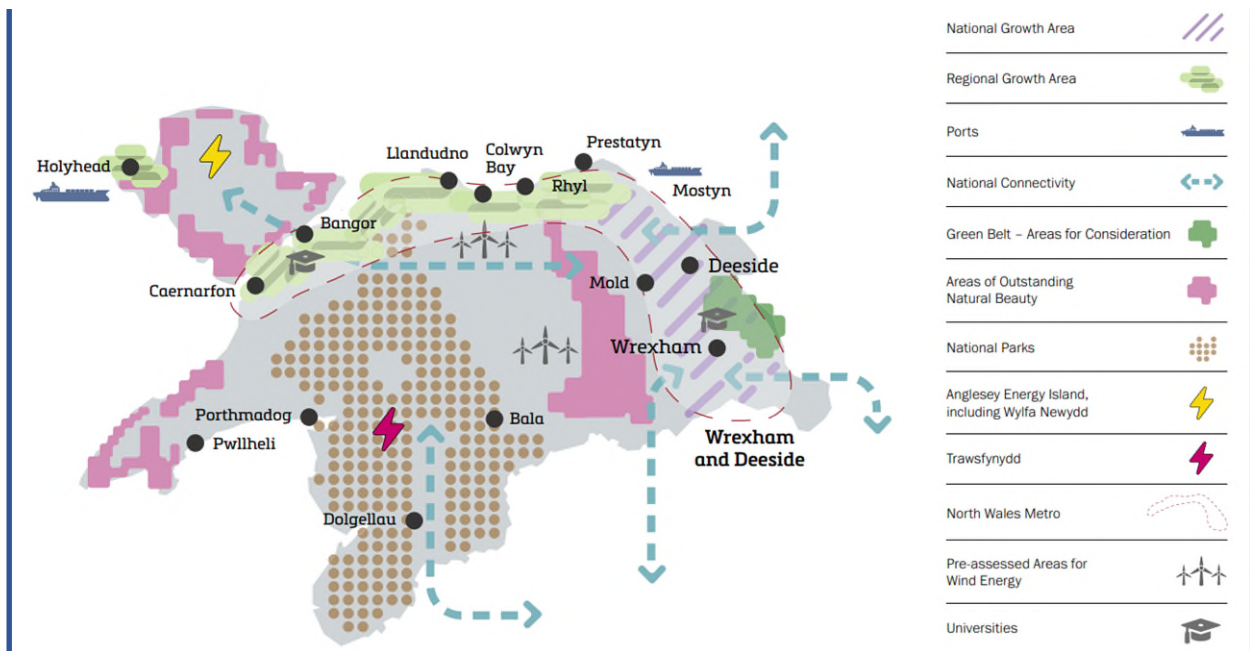 Holyhead
Llandudno
Colwyn
Bay
Prestatyn
Rhyl
Mostyn
Bangor
Caernarfon
Mold
Deeside
Wrexham
Porthmadog
Pwllheli
Bala
Wrexham
and Deeside
Dolgellau
National Growth Area
Regional Growth Area
Ports
National Connectivity
Green Belt – Areas for Consideration
Areas of Outstanding
Natural Beauty
National Parks
Anglesey Energy Island,
including Wylfa Newydd
Trawsfynydd
North Wales Metro
Pre-assessed Areas for
Wind Energy
Universities